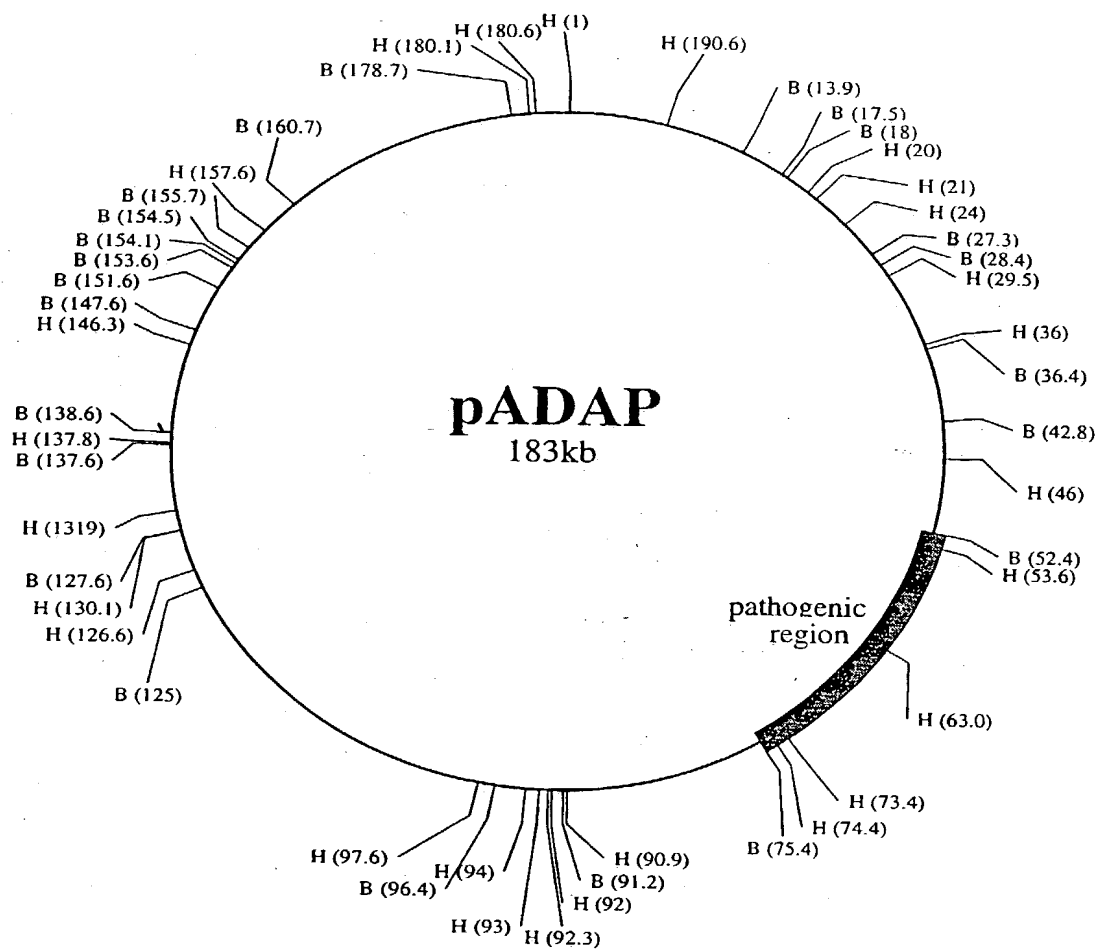 H (1)
H (190.6)
B (13.9)
B (17.5)
B (18)
H (20)
H (21)
H (24)
B (27.3)
B (28.4)
H (29.5)
H (36)
B (36.4)
B (42.8)
H (46)
B (52.4)
H (53.6)
H (63.0)
H (73.4)
H (74.4)
B (75.4)
H (90.9)
B (91.2)
H (92)
H (92.3)
H (93)
H (94)
B (96.4)
H (97.6)
B (125)
H (126.6)
H (130.1)
B (127.6)
H (1319)
B (137.6)
H (137.8)
B (138.6)
H (146.3)
B (147.6)
B (151.6)
B (153.6)
B (154.1)
B (154.5)
B (155.7)
H (157.6)
B (160.7)
B (178.7)
H (180.1)
H (180.6)
pADAP
183kb
pathogenic
region